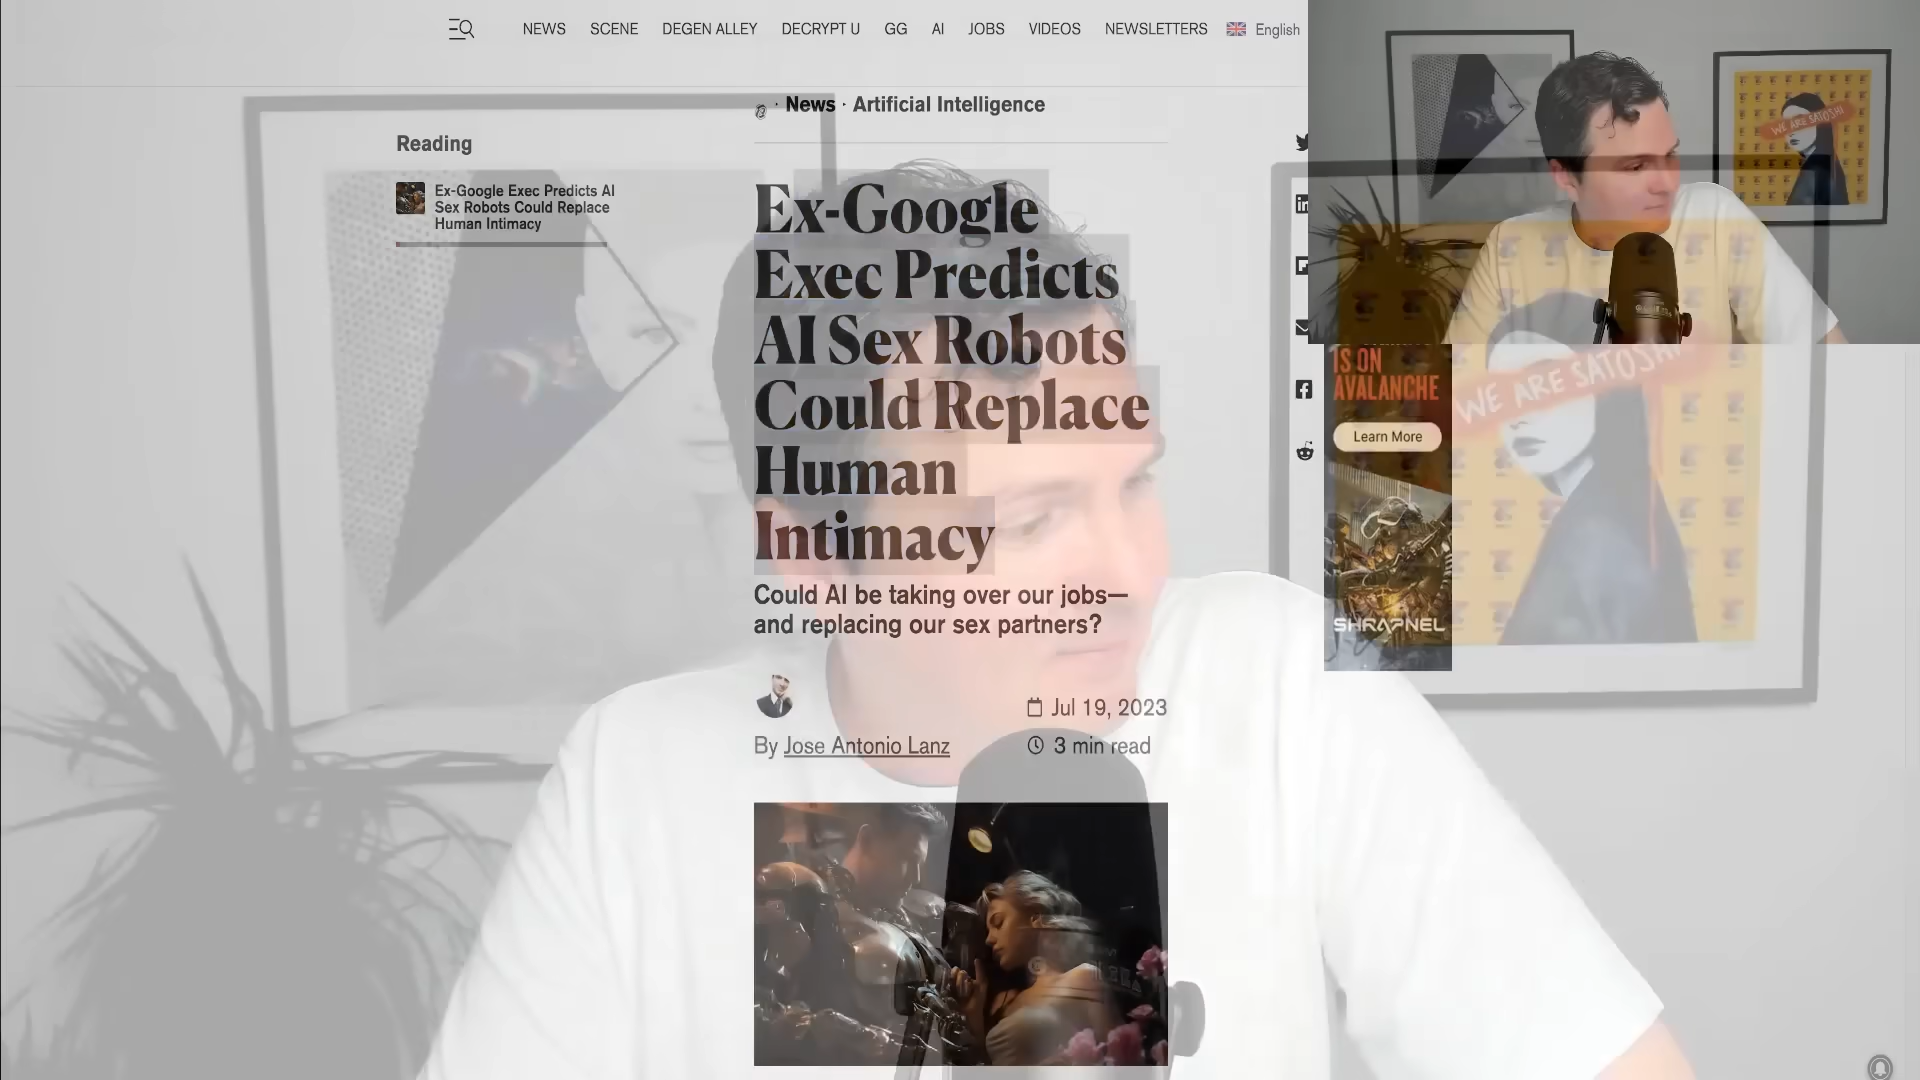 NEWS SCENE DEGEN ALLEY DECRYPT U GG AI JOBS VIDEOS NEWSLETTERS English
· News · Artificial Intelligence
Reading
Ex-Google Exec Predicts AI
Sex Robots Could Replace
Human Intimacy
Ex-Google
Exec Predicts
AI Sex Robots
Could Replace
Human
Intimacy
Could AI be taking over our jobs—
and replacing our sex partners?
Jul 19, 2023
By Jose Antonio Lanz
3 min read
WE ARE SATOSHI
IS ON
AVALANCHE
Learn More
SHRAPNEL
WE ARE SATOSHI